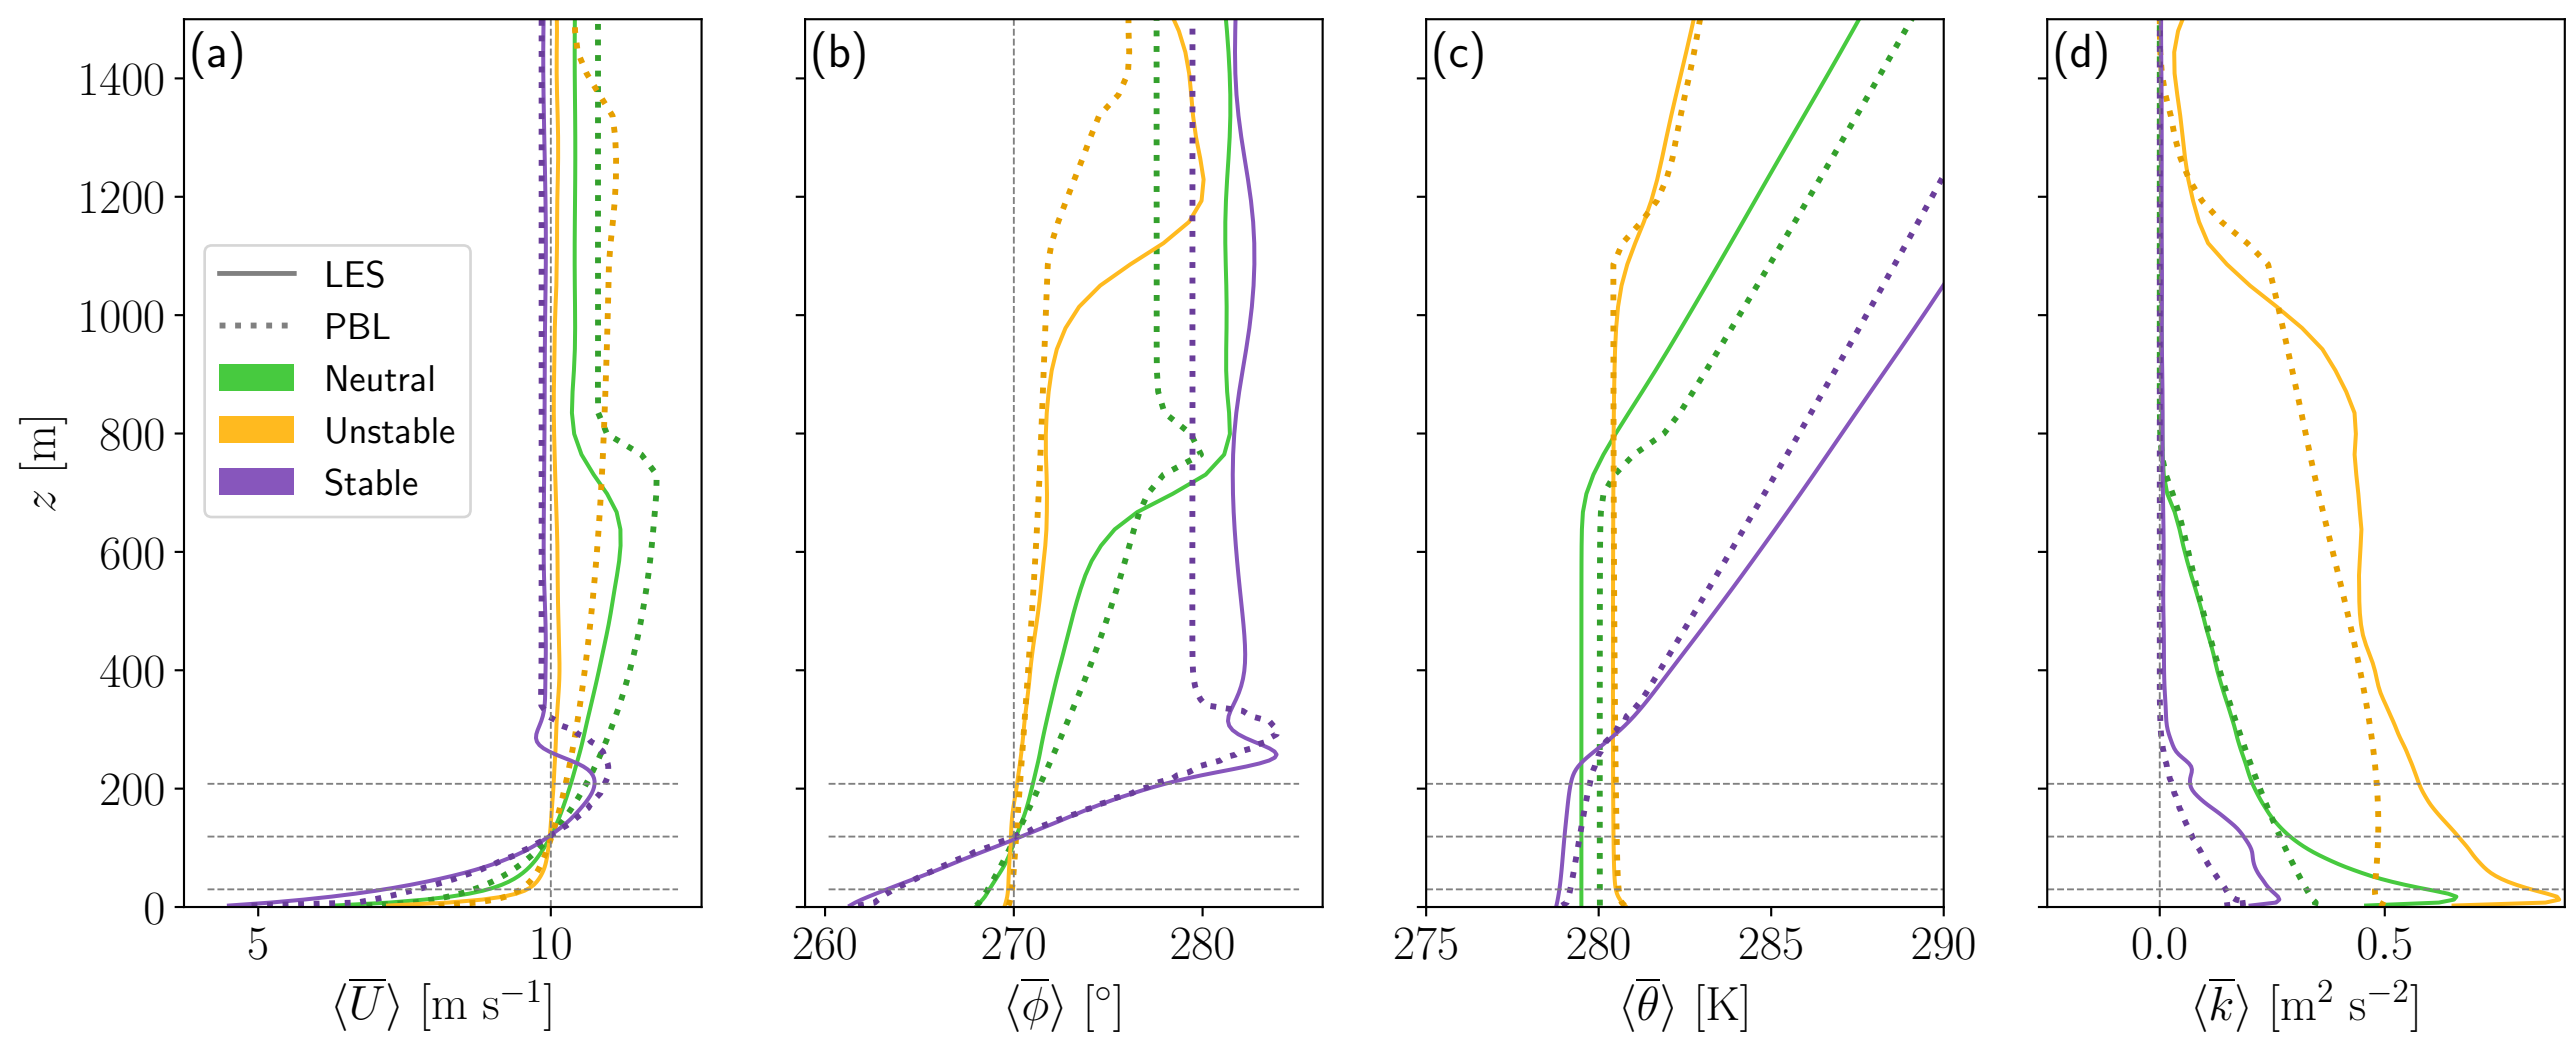 (a)
(b)
(c)
(d)
1400
1200
1000
800
600
400
200
0
z [m]
LES
PBL
Neutral
Unstable
Stable
5 10
260 270 280
275 280 285 290
0.0 0.5
⟨U̅⟩ [m s⁻¹]
⟨ϕ̅⟩ [°]
⟨θ̅⟩ [K]
⟨k̅⟩ [m² s⁻²]